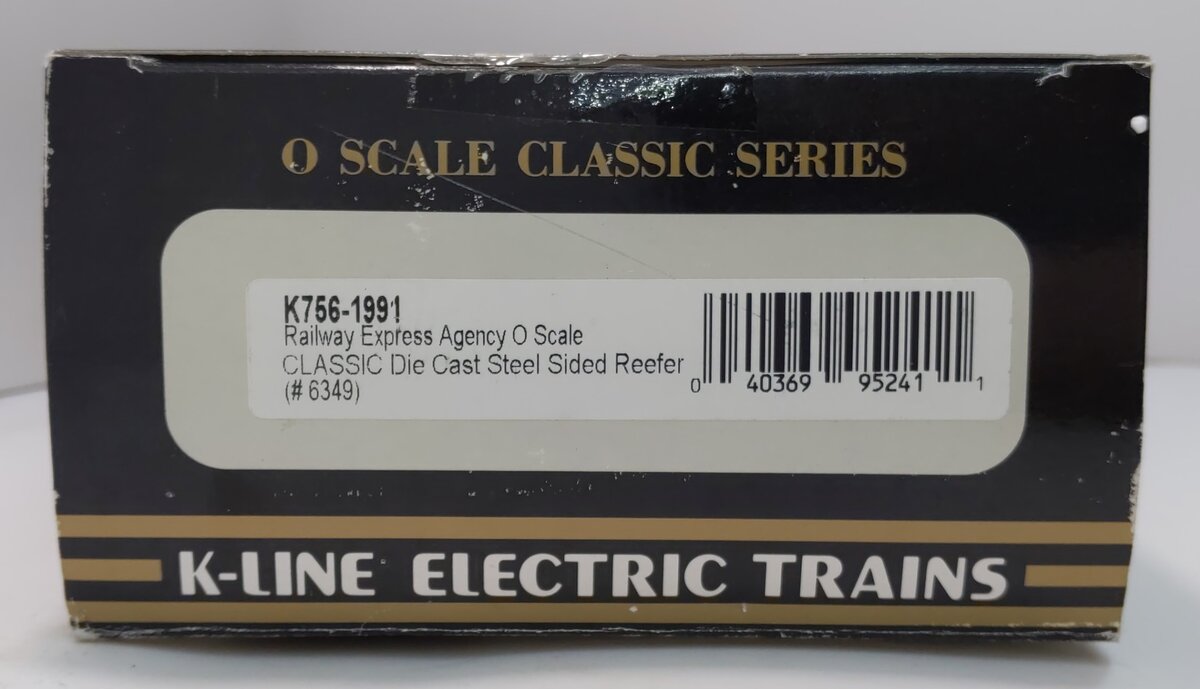 O SCALE CLASSIC SERIES
K756-1991
Railway Express Agency O Scale
CLASSIC Die Cast Steel Sided Reefer
(# 6349)
0 40369 95241 1
K-LINE ELECTRIC TRAINS